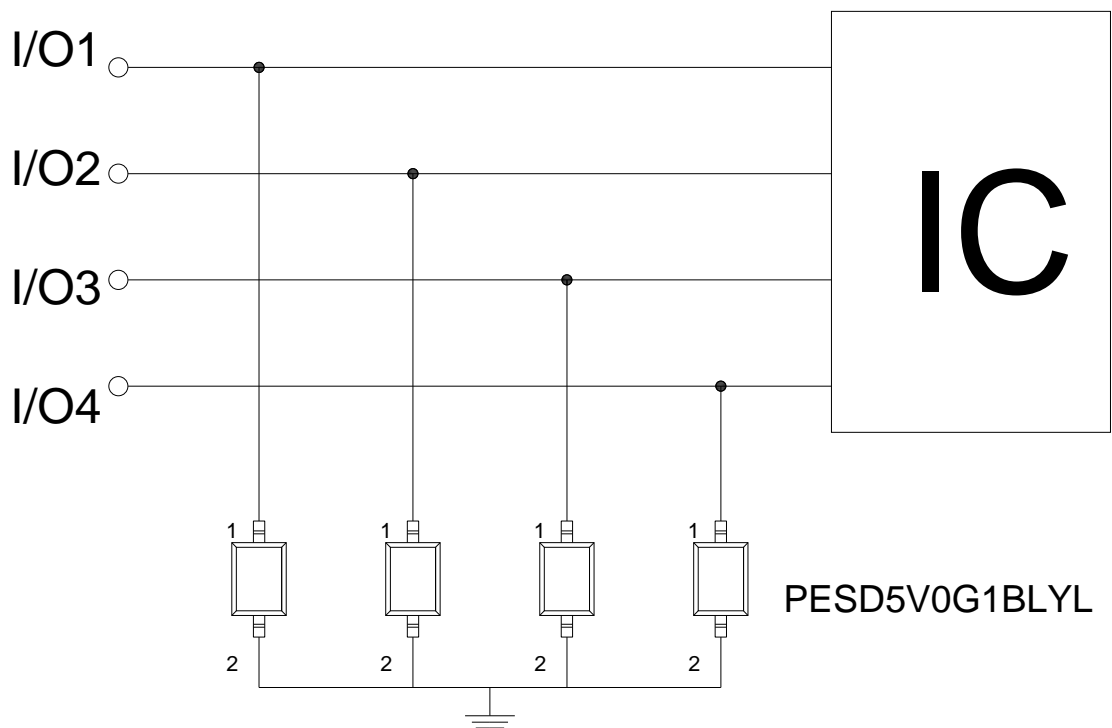 I/O1
I/O2
I/O3
I/O4
IC
1 1 1 1
PESD5V0G1BLYL
2 2 2 2